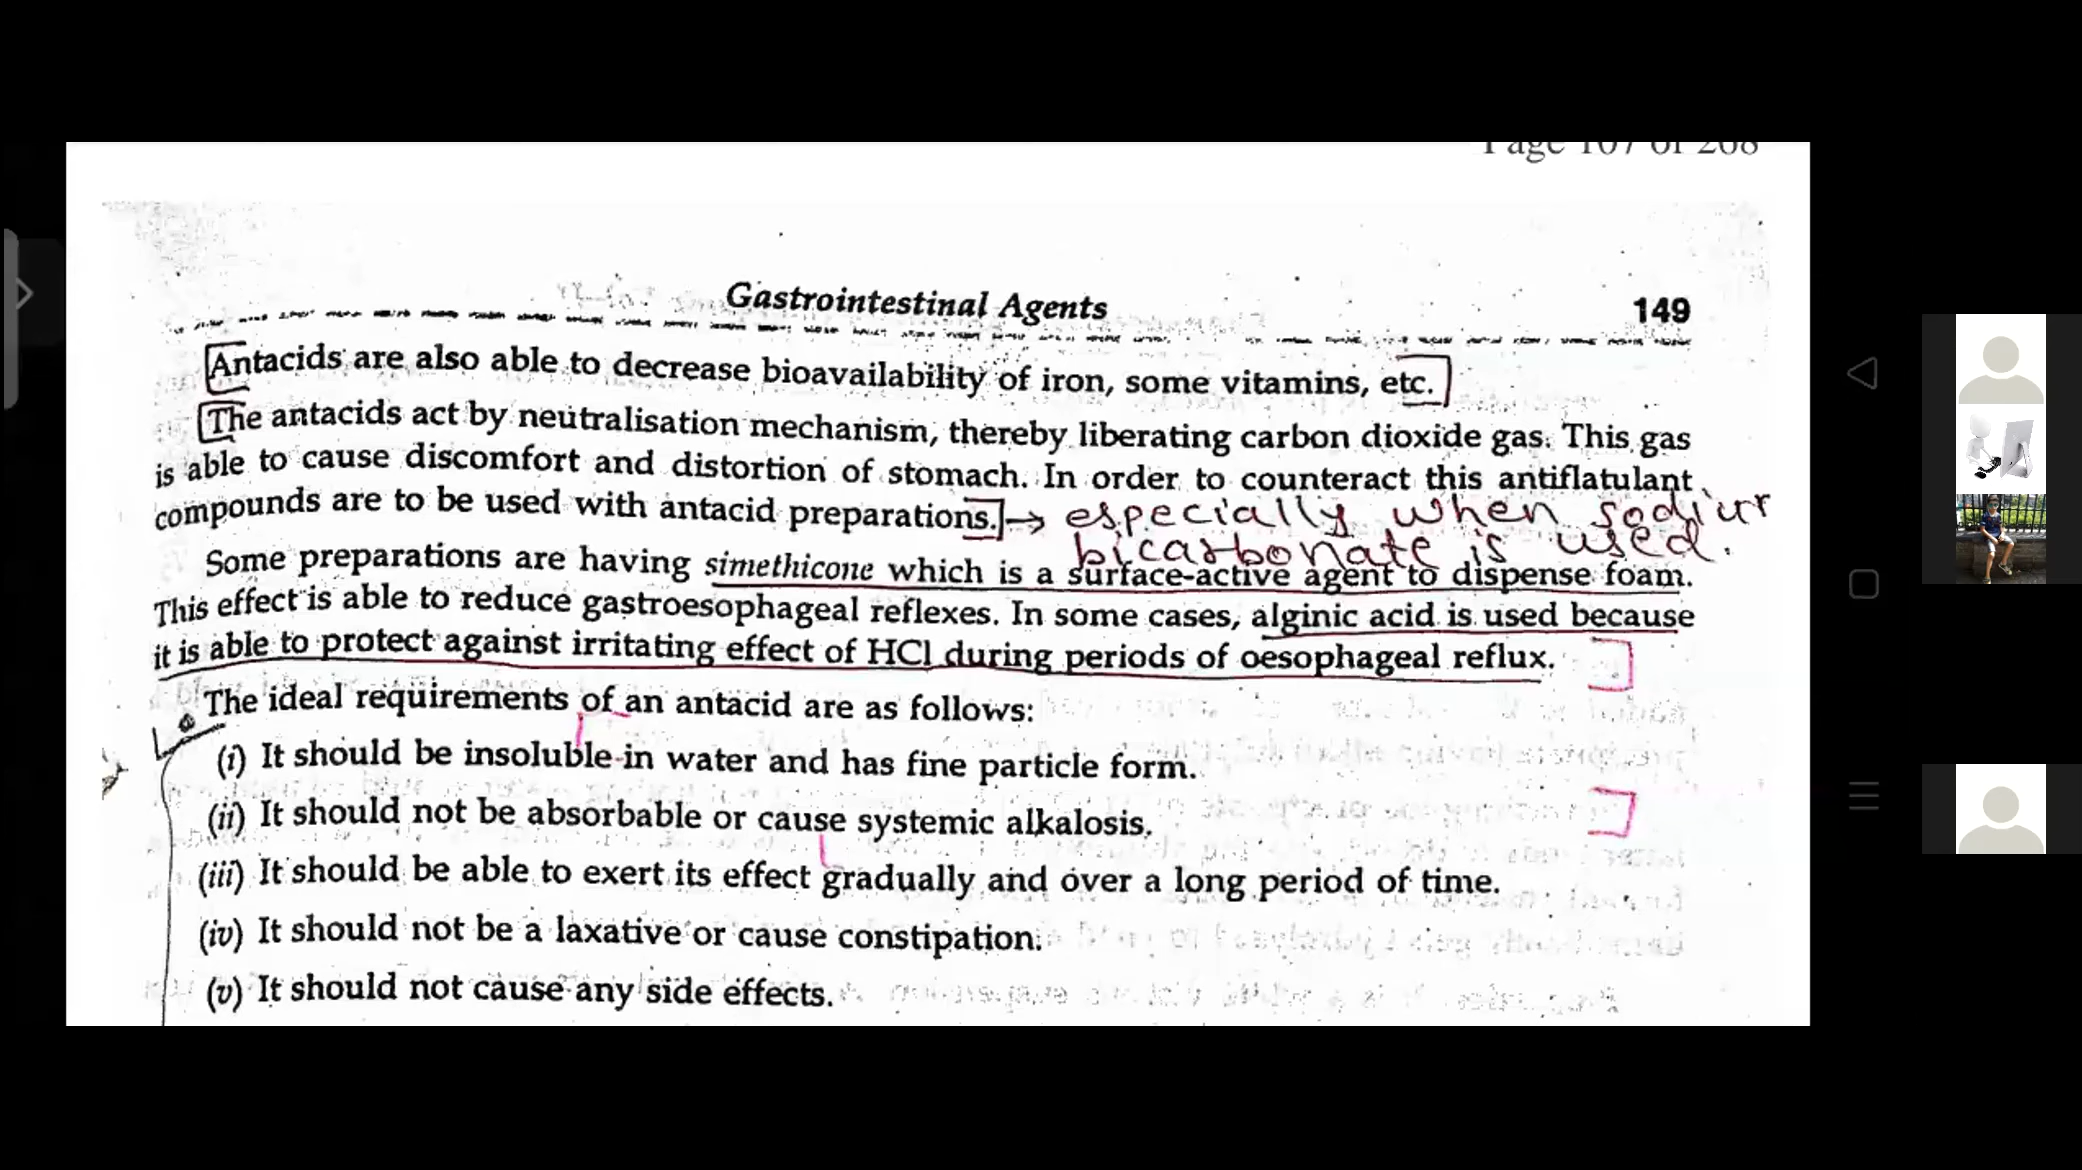 Gastrointestinal Agents
149
Antacids are also able to decrease bioavailability of iron, some vitamins, etc.
The antacids act by neutralisation mechanism, thereby liberating carbon dioxide gas. This gas
is able to cause discomfort and distortion of stomach. In order to counteract this antiflatulant
compounds are to be used with antacid preparations. → especially when
bicarbonate is used.
Some preparations are having simethicone which is a surface-active agent to dispense foam.
This effect is able to reduce gastroesophageal reflexes. In some cases, alginic acid is used because
it is able to protect against irritating effect of HCl during periods of oesophageal reflux.
The ideal requirements of an antacid are as follows:
(i) It should be insoluble in water and has fine particle form.
(ii) It should not be absorbable or cause systemic alkalosis.
(iii) It should be able to exert its effect gradually and over a long period of time.
(iv) It should not be a laxative or cause constipation.
(v) It should not cause any side effects.